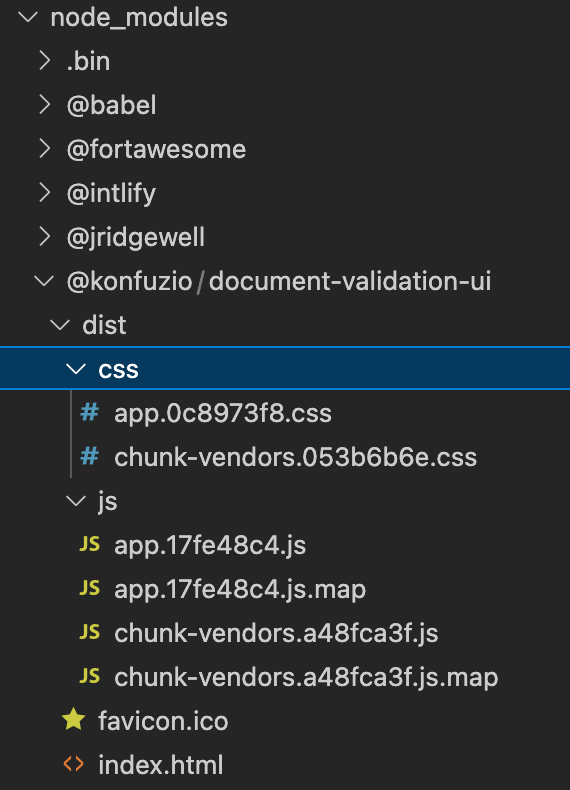 node_modules
.bin
@babel
@fortawesome
@intlify
@jridgewell
@konfuzio/document-validation-ui
dist
css
# app.0c8973f8.css
# chunk-vendors.053b6b6e.css
js
JS app.17fe48c4.js
JS app.17fe48c4.js.map
JS chunk-vendors.a48fca3f.js
JS chunk-vendors.a48fca3f.js.map
favicon.ico
<> index.html